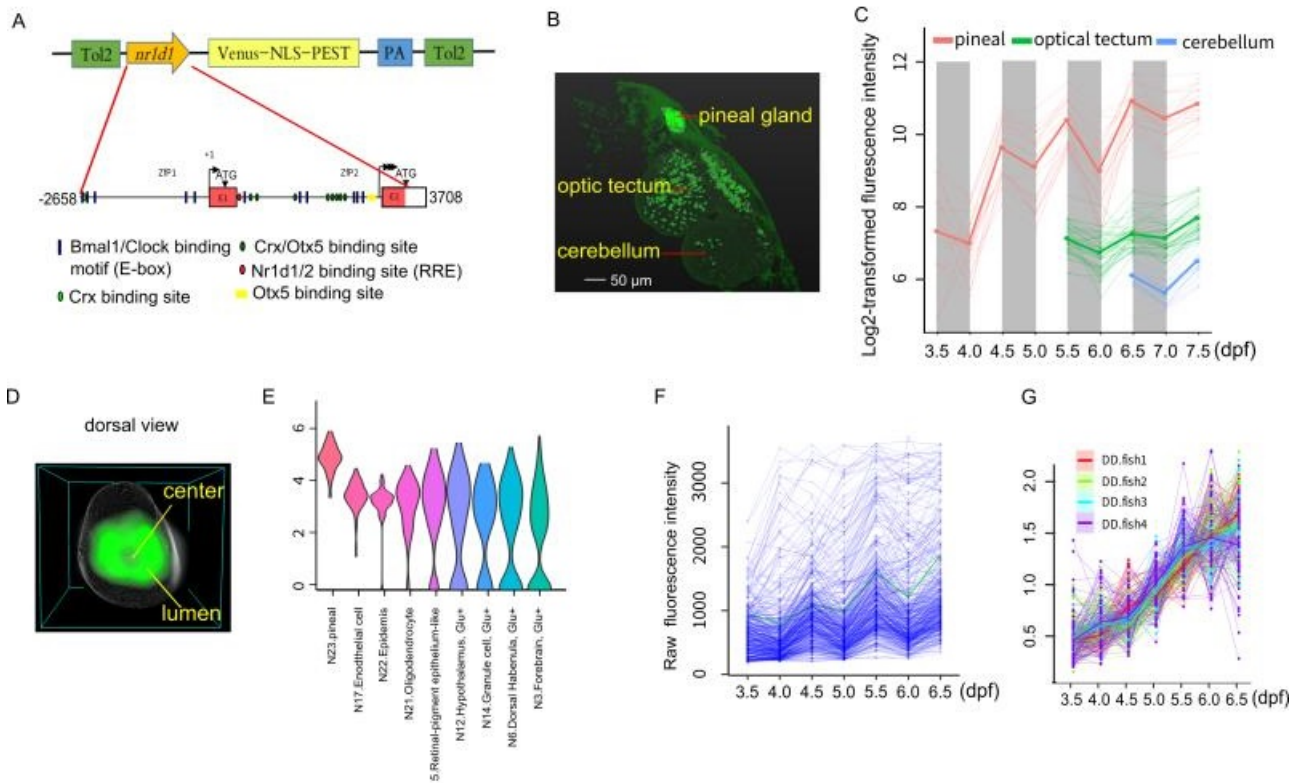 A
Tol2
nr1d1
Venus-NLS-PEST
PA
Tol2
+1
ZfP1
ATG
ZfP2
ATG
-2658
E1
3708
Bmal1/Clock binding
motif (E-box)
Crx binding site
Crx/Otx5 binding site
Nr1d1/2 binding site (RRE)
Otx5 binding site
B
pineal gland
optic tectum
cerebellum
50 µm
C
pineal
optical tectum
cerebellum
Log2-transformed flurescence intensity
12
10
8
6
3.5 4.0 4.5 5.0 5.5 6.0 6.5 7.0 7.5 (dpf)
D
dorsal view
center
lumen
E
6
4
2
0
N23.pineal
N17.Enodthelial cell
N22.Epidemis
N21.Oligodendrocyte
5.Retinal-pigment epithelium-like
N12.Hypothalamus, Glu+
N14.Granule cell, Glu+
N6.Dorsal Habenula, Glu+
N3.Forebrain, Glu+
F
Raw fluorescence intensity
3000
2000
1000
0
3.5 4.0 4.5 5.0 5.5 6.0 6.5 (dpf)
G
DD.fish1
DD.fish2
DD.fish3
DD.fish4
2.0
1.5
1.0
0.5
3.5 4.0 4.5 5.0 5.5 6.0 6.5 (dpf)